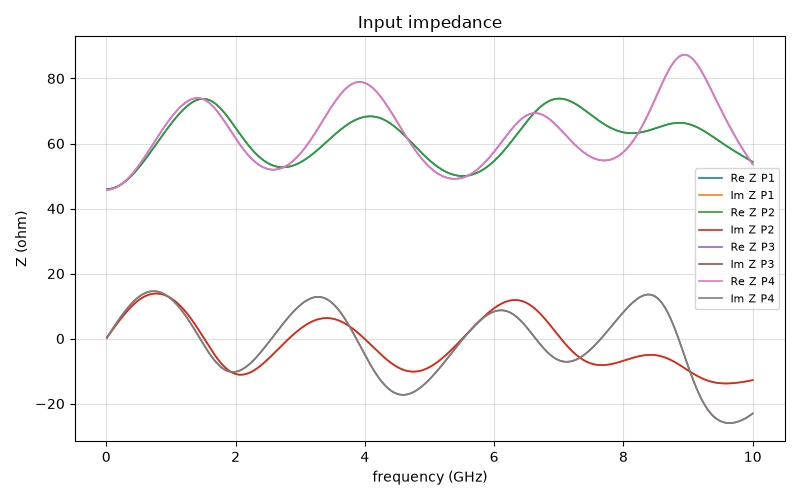 Input impedance
80
60
40
20
0
−20
Z (ohm)
0 2 4 6 8 10
frequency (GHz)
Re Z P1
Im Z P1
Re Z P2
Im Z P2
Re Z P3
Im Z P3
Re Z P4
Im Z P4